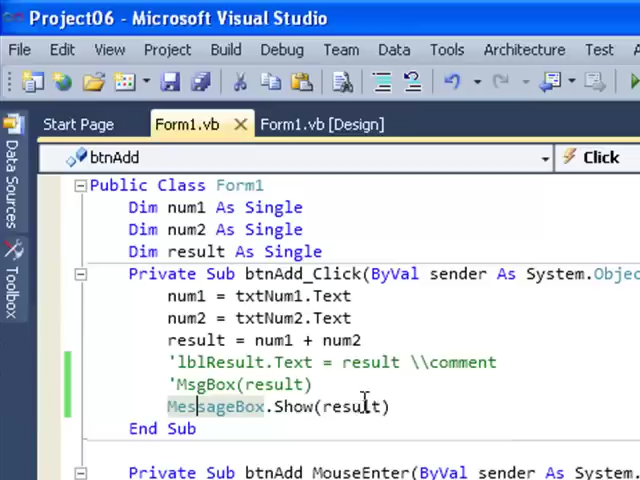 Project06 - Microsoft Visual Studio
File Edit View Project Build Debug Team Data Tools Architecture Test
Start Page Form1.vb Form1.vb [Design]
btnAdd Click
Data Sources
Toolbox
Public Class Form1
Dim num1 As Single
Dim num2 As Single
Dim result As Single
Private Sub btnAdd_Click(ByVal sender As System.Objec
num1 = txtNum1.Text
num2 = txtNum2.Text
result = num1 + num2
'lblResult.Text = result \\comment
'MsgBox(result)
MessageBox.Show(result)
End Sub
Private Sub btnAdd MouseEnter(ByVal sender As Sys